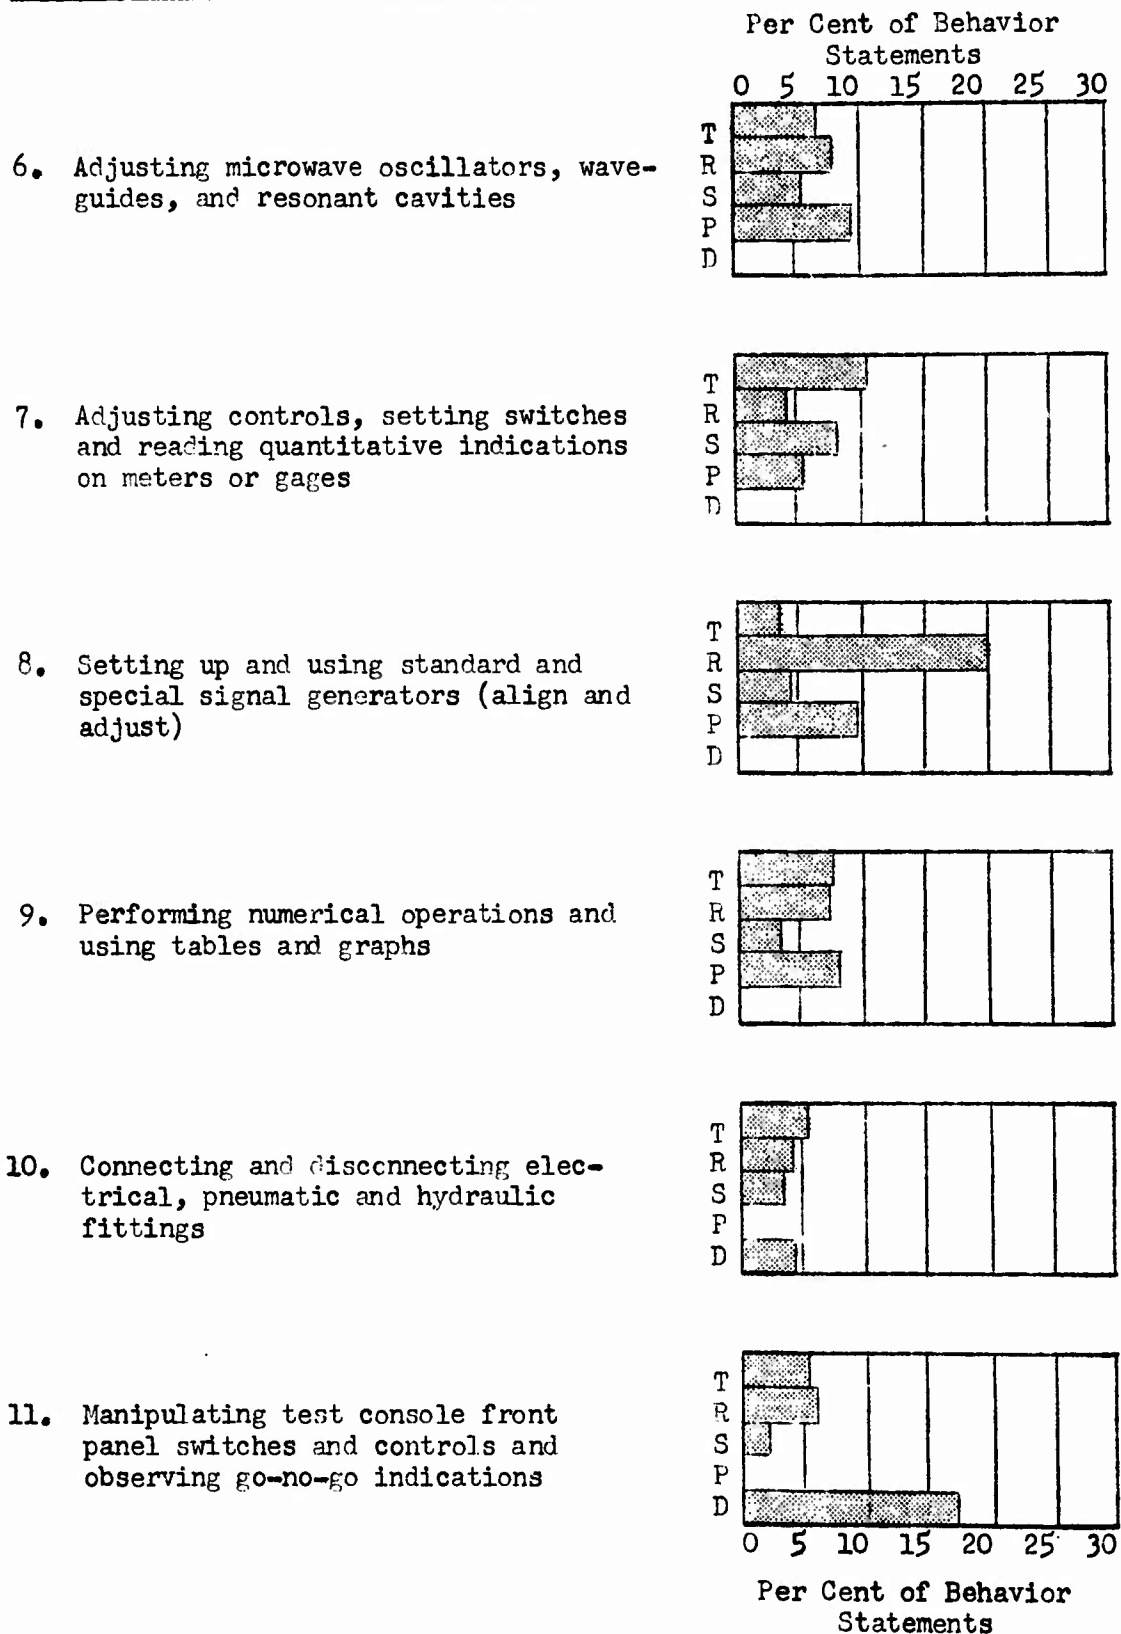 Per Cent of Behavior
Statements
0 5 10 15 20 25 30
T
R
S
P
D
6. Adjusting microwave oscillators, wave-
guides, and resonant cavities
T
R
S
P
D
7. Adjusting controls, setting switches
and reading quantitative indications
on meters or gages
T
R
S
P
D
8. Setting up and using standard and
special signal generators (align and
adjust)
T
R
S
P
D
9. Performing numerical operations and
using tables and graphs
T
R
S
P
D
10. Connecting and disccnnecting elec-
trical, pneumatic and hydraulic
fittings
T
R
S
P
D
11. Manipulating test console front
panel switches and controls and
observing go-no-go indications
T
R
S
P
D
0 5 10 15 20 25 30
Per Cent of Behavior
Statements